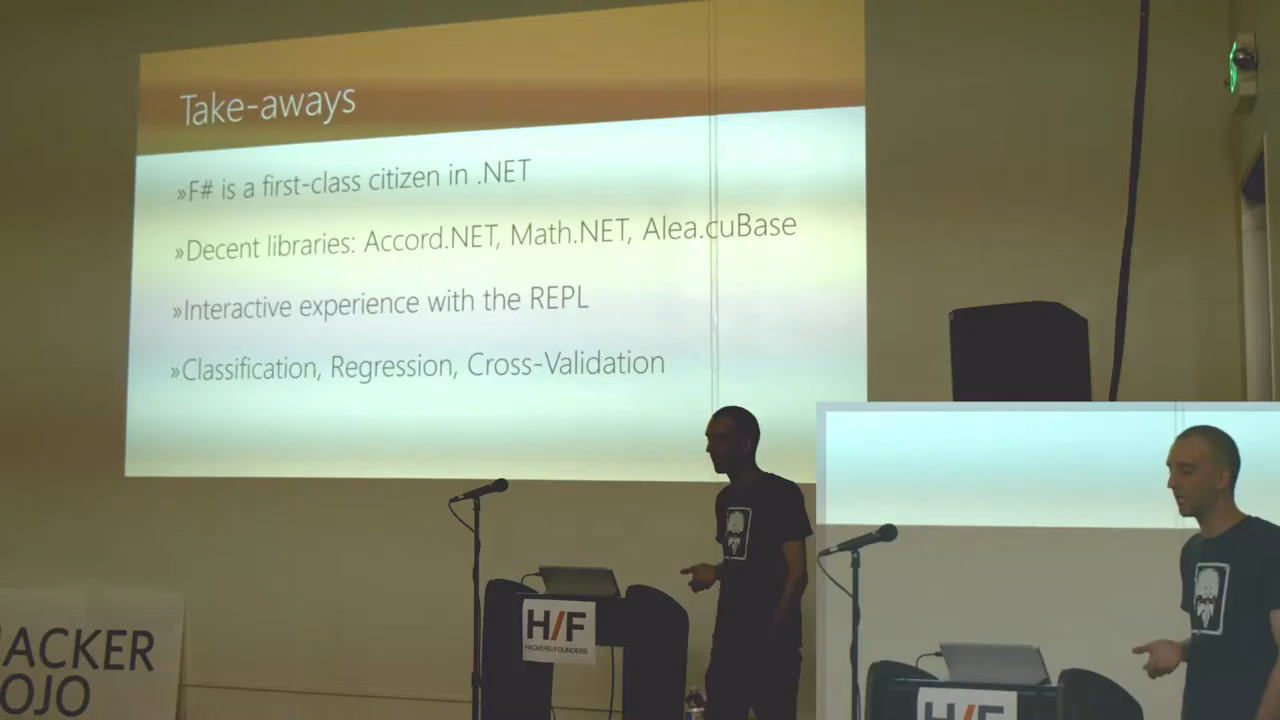 Take-aways
»F# is a first-class citizen in .NET
»Decent libraries: Accord.NET, Math.NET, Alea.cuBase
»Interactive experience with the REPL
»Classification, Regression, Cross-Validation
H/F
HACKERS/FOUNDERS
HACKER
OJO
H/F